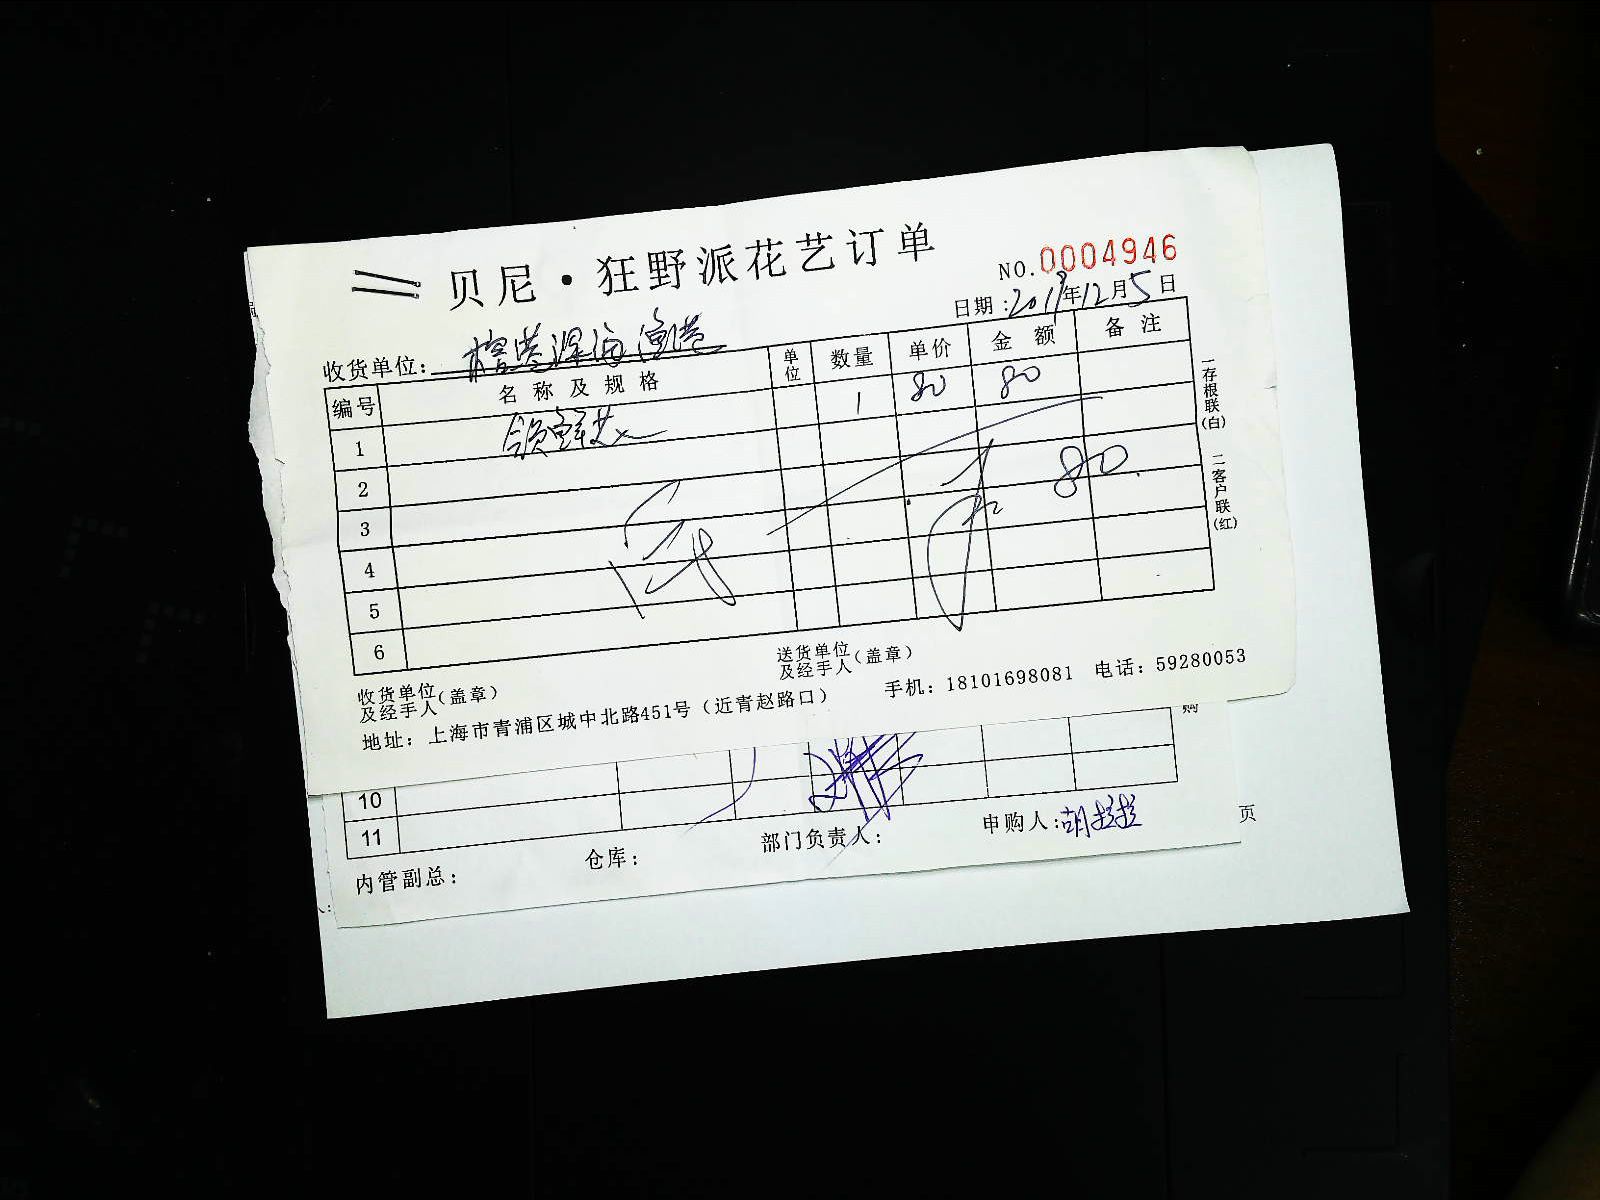 贝尼·狂野派花艺订单
NO.0004946
日期:2019年12月5日
收货单位:
编号 名称及规格 单位 数量 单价 金额 备注
1 1 80 80
2
3 80.
4
5
6
一存根联(白) 二客户联(红)
收货单位及经手人(盖章) 送货单位及经手人(盖章)
地址:上海市青浦区城中北路451号(近青赵路口) 手机:18101698081 电话:59280053
购
10
11
内管副总: 仓库: 部门负责人: 申购人:胡拉拉
页